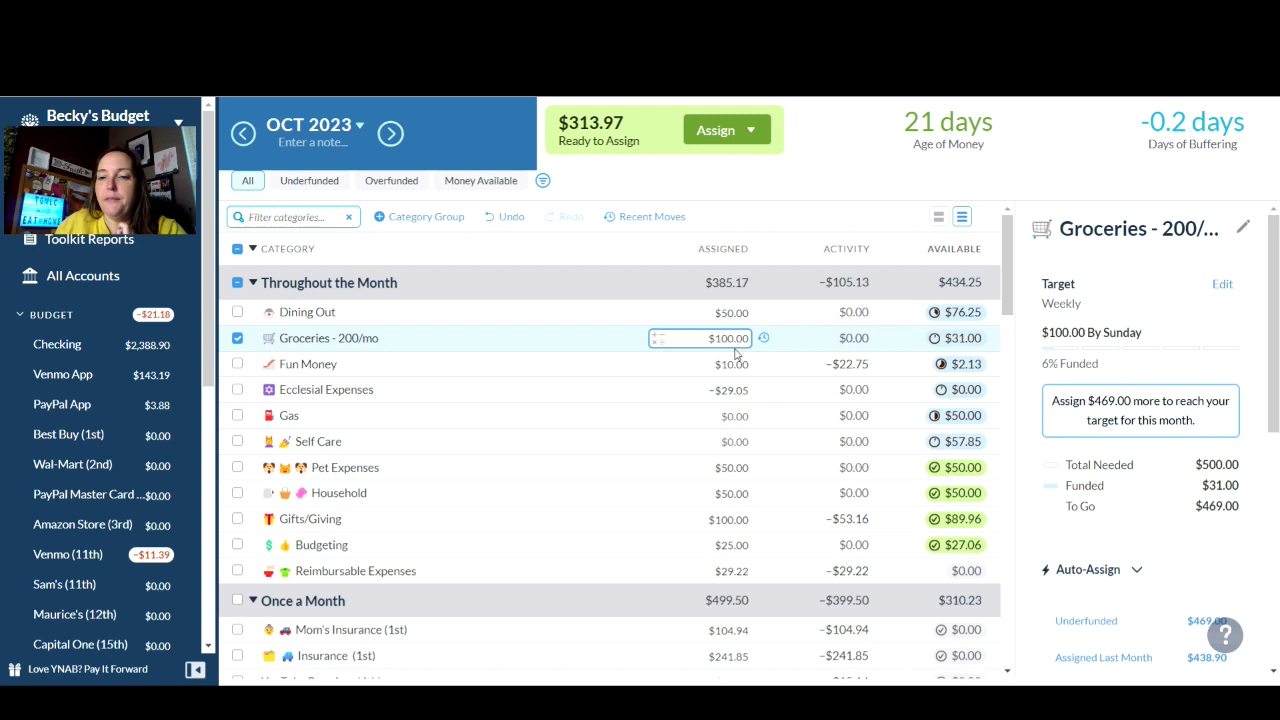 Becky's Budget
TGMLC
EAT @ HOME
Toolkit Reports
All Accounts
BUDGET -$21.18
Checking $2,388.90
Venmo App $143.19
PayPal App $3.88
Best Buy (1st) $0.00
Wal-Mart (2nd) $0.00
PayPal Master Card ... $0.00
Amazon Store (3rd) $0.00
Venmo (11th) -$11.39
Sam's (11th) $0.00
Maurice's (12th) $0.00
Capital One (15th) $0.00
Love YNAB? Pay It Forward
OCT 2023
Enter a note...
$313.97
Ready to Assign
Assign
21 days
Age of Money
-0.2 days
Days of Buffering
All Underfunded Overfunded Money Available
Filter categories... Category Group Undo Redo Recent Moves
CATEGORY ASSIGNED ACTIVITY AVAILABLE
Throughout the Month $385.17 -$105.13 $434.25
Dining Out $50.00 $0.00 $76.25
Groceries - 200/mo $100.00 $0.00 $31.00
Fun Money $10.00 -$22.75 $2.13
Ecclesial Expenses -$29.05 $0.00 $0.00
Gas $0.00 $0.00 $50.00
Self Care $0.00 $0.00 $57.85
Pet Expenses $50.00 $0.00 $50.00
Household $50.00 $0.00 $50.00
Gifts/Giving $100.00 -$53.16 $89.96
Budgeting $25.00 $0.00 $27.06
Reimbursable Expenses $29.22 -$29.22 $0.00
Once a Month $499.50 -$399.50 $310.23
Mom's Insurance (1st) $104.94 -$104.94 $0.00
Insurance (1st) $241.85 -$241.85 $0.00
Groceries - 200/...
Target Edit
Weekly
$100.00 By Sunday
6% Funded
Assign $469.00 more to reach your
target for this month.
Total Needed $500.00
Funded $31.00
To Go $469.00
Auto-Assign
Underfunded $469.
Assigned Last Month $438.90
?